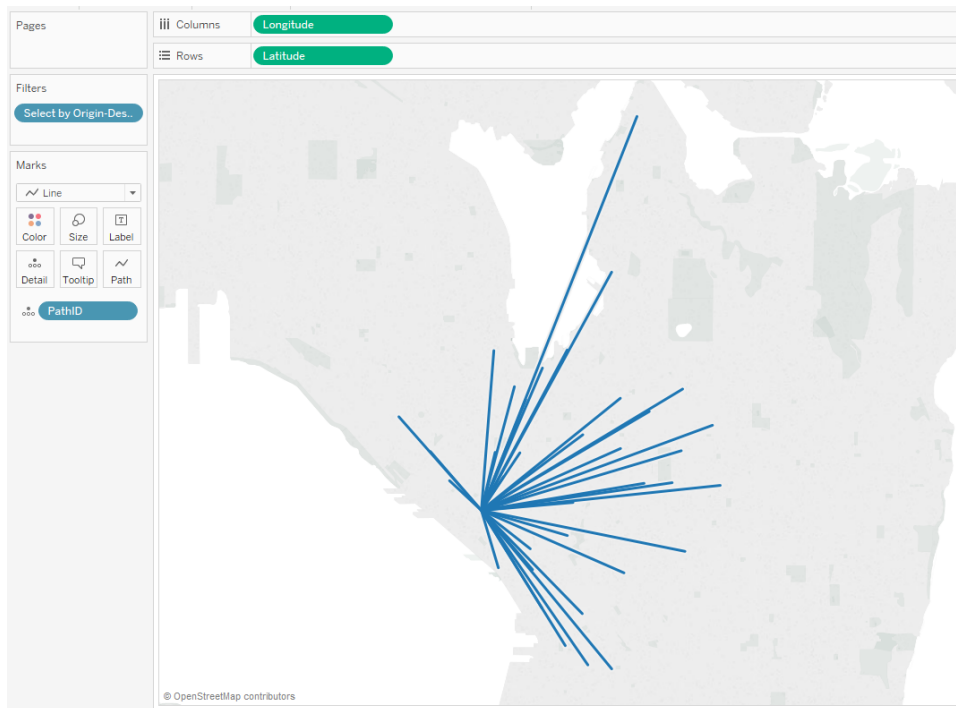 Pages
Columns
Longitude
Rows
Latitude
Filters
Select by Origin-Des..
Marks
Line
Color
Size
Label
Detail
Tooltip
Path
PathID
© OpenStreetMap contributors